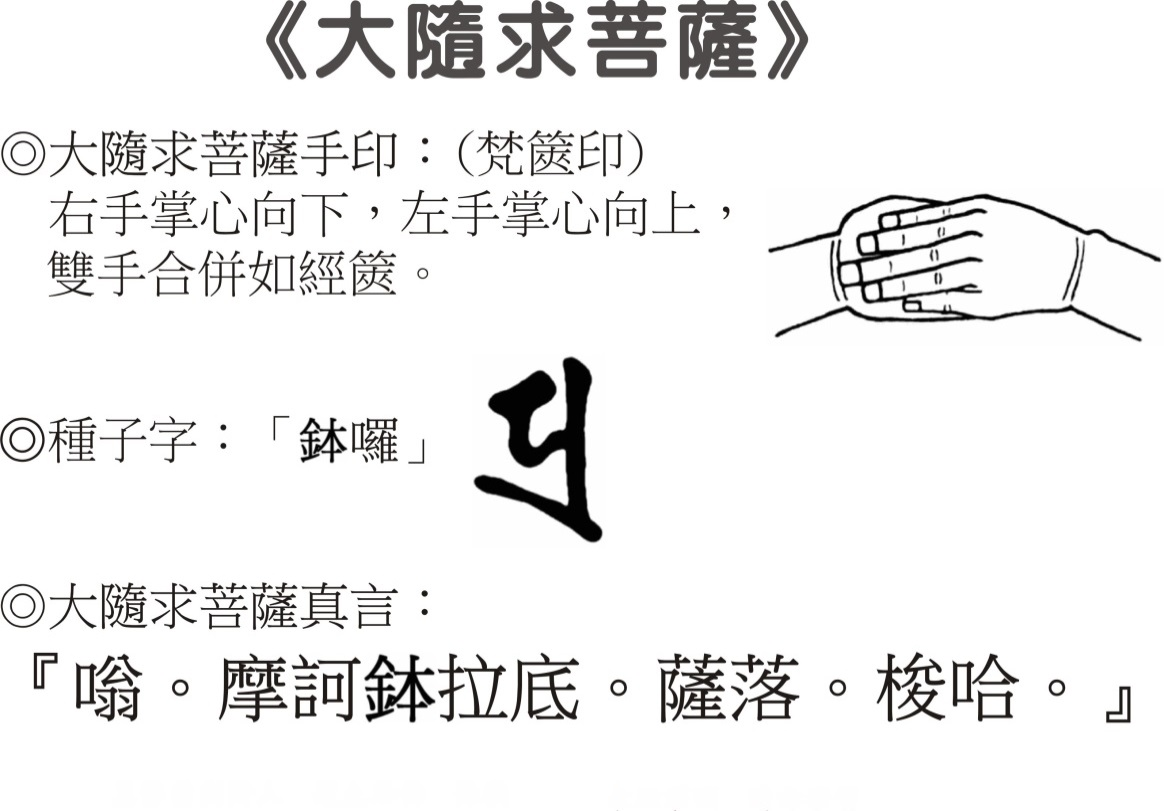 《大隨求菩薩》
◎大隨求菩薩手印：(梵篋印)
右手掌心向下，左手掌心向上，
雙手合併如經篋。
◎種子字：「鉢囉」
◎大隨求菩薩真言：
『嗡。摩訶鉢拉底。薩落。梭哈。』